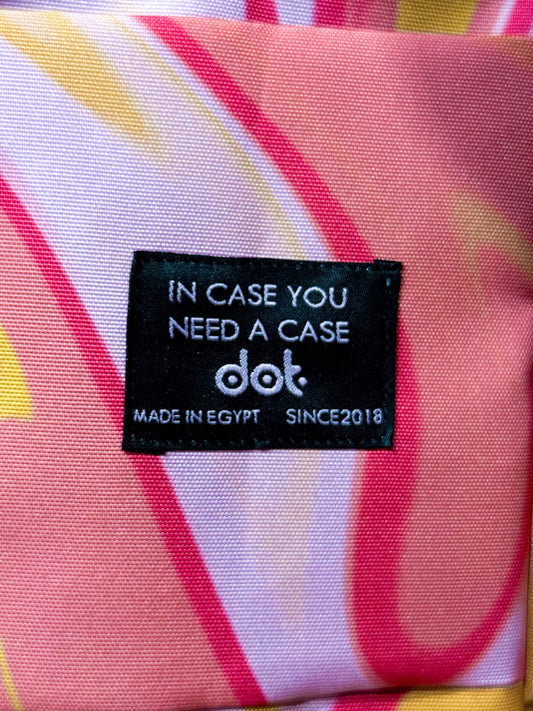 IN CASE YOU
NEED A CASE
dot.
MADE IN EGYPT SINCE2018